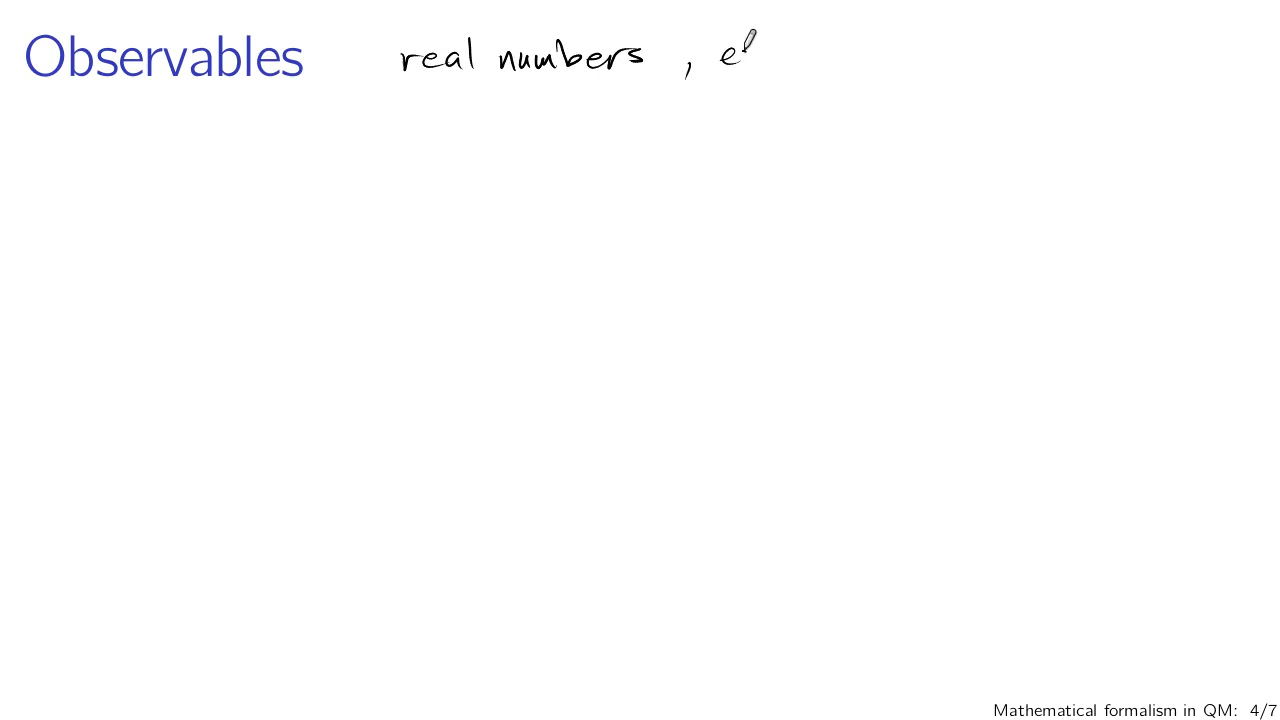 Observables real numbers , e
Mathematical formalism in QM: 4/7